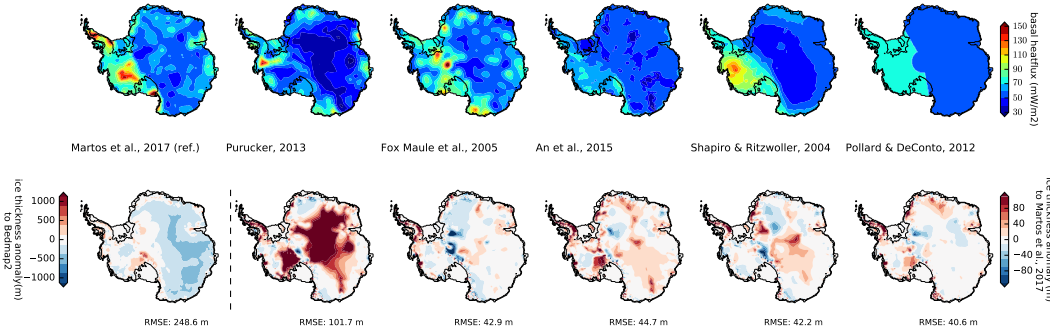 150
130
110
90
70
50
30
basal heatflux (mW/m2)
Martos et al., 2017 (ref.)
Purucker, 2013
Fox Maule et al., 2005
An et al., 2015
Shapiro & Ritzwoller, 2004
Pollard & DeConto, 2012
ice thickness anomaly(m)
to Bedmap2
1000
500
0
−500
−1000
80
40
0
−40
−80
ice thickness anomaly (m)
to Martos et al., 2017
RMSE: 248.6 m
RMSE: 101.7 m
RMSE: 42.9 m
RMSE: 44.7 m
RMSE: 42.2 m
RMSE: 40.6 m